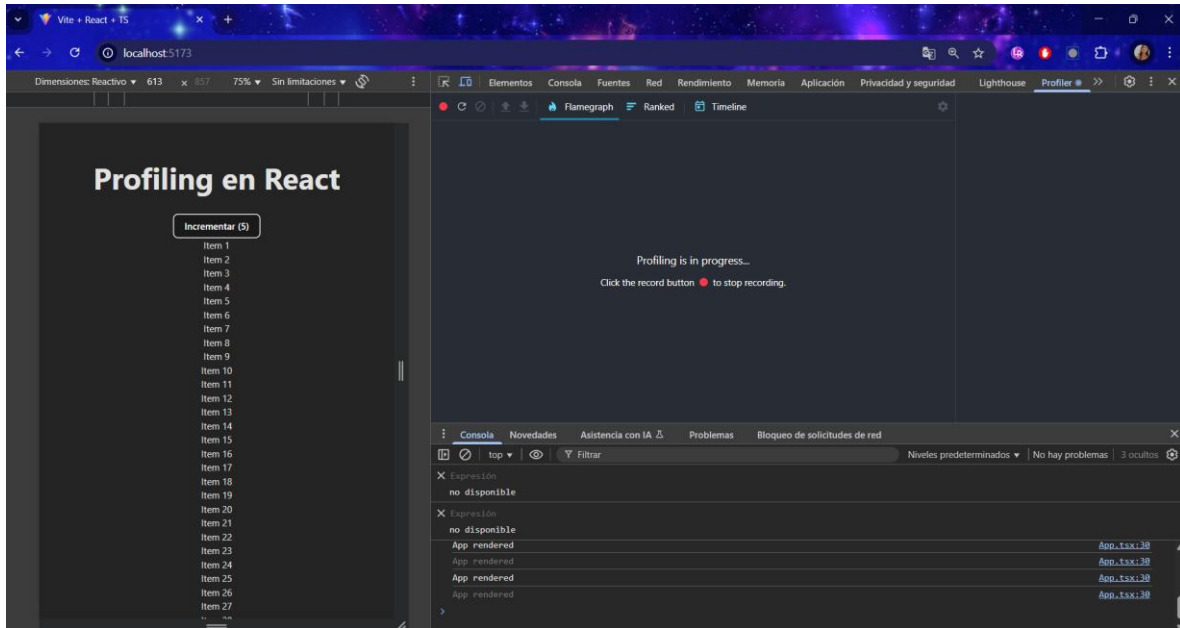 Vite + React + TS
localhost:5173
Dimensiones: Reactivo 613 x 857 75% Sin limitaciones
Elementos Consola Fuentes Red Rendimiento Memoria Aplicación Privacidad y seguridad Lighthouse Profiler
Flamegraph Ranked Timeline
Profiling en React
Incrementar (5)
Item 1
Item 2
Item 3
Item 4
Item 5
Item 6
Item 7
Item 8
Item 9
Item 10
Item 11
Item 12
Item 13
Item 14
Item 15
Item 16
Item 17
Item 18
Item 19
Item 20
Item 21
Item 22
Item 23
Item 24
Item 25
Item 26
Item 27
Profiling is in progress...
Click the record button to stop recording.
Consola Novedades Asistencia con IA Problemas Bloqueo de solicitudes de red
top Filtrar Niveles predeterminados No hay problemas 3 ocultos
Expresión
no disponible
Expresión
no disponible
App rendered App.tsx:30
App rendered App.tsx:30
App rendered App.tsx:30
App rendered App.tsx:30